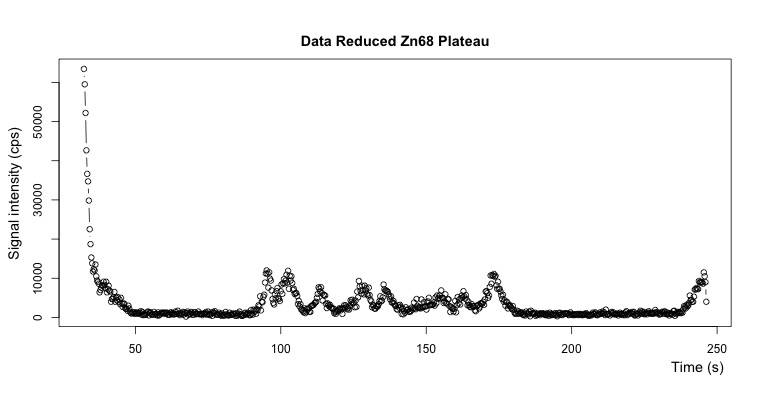 Data Reduced Zn68 Plateau
Signal intensity (cps)
50000
30000
10000
0
50 100 150 200 250
Time (s)